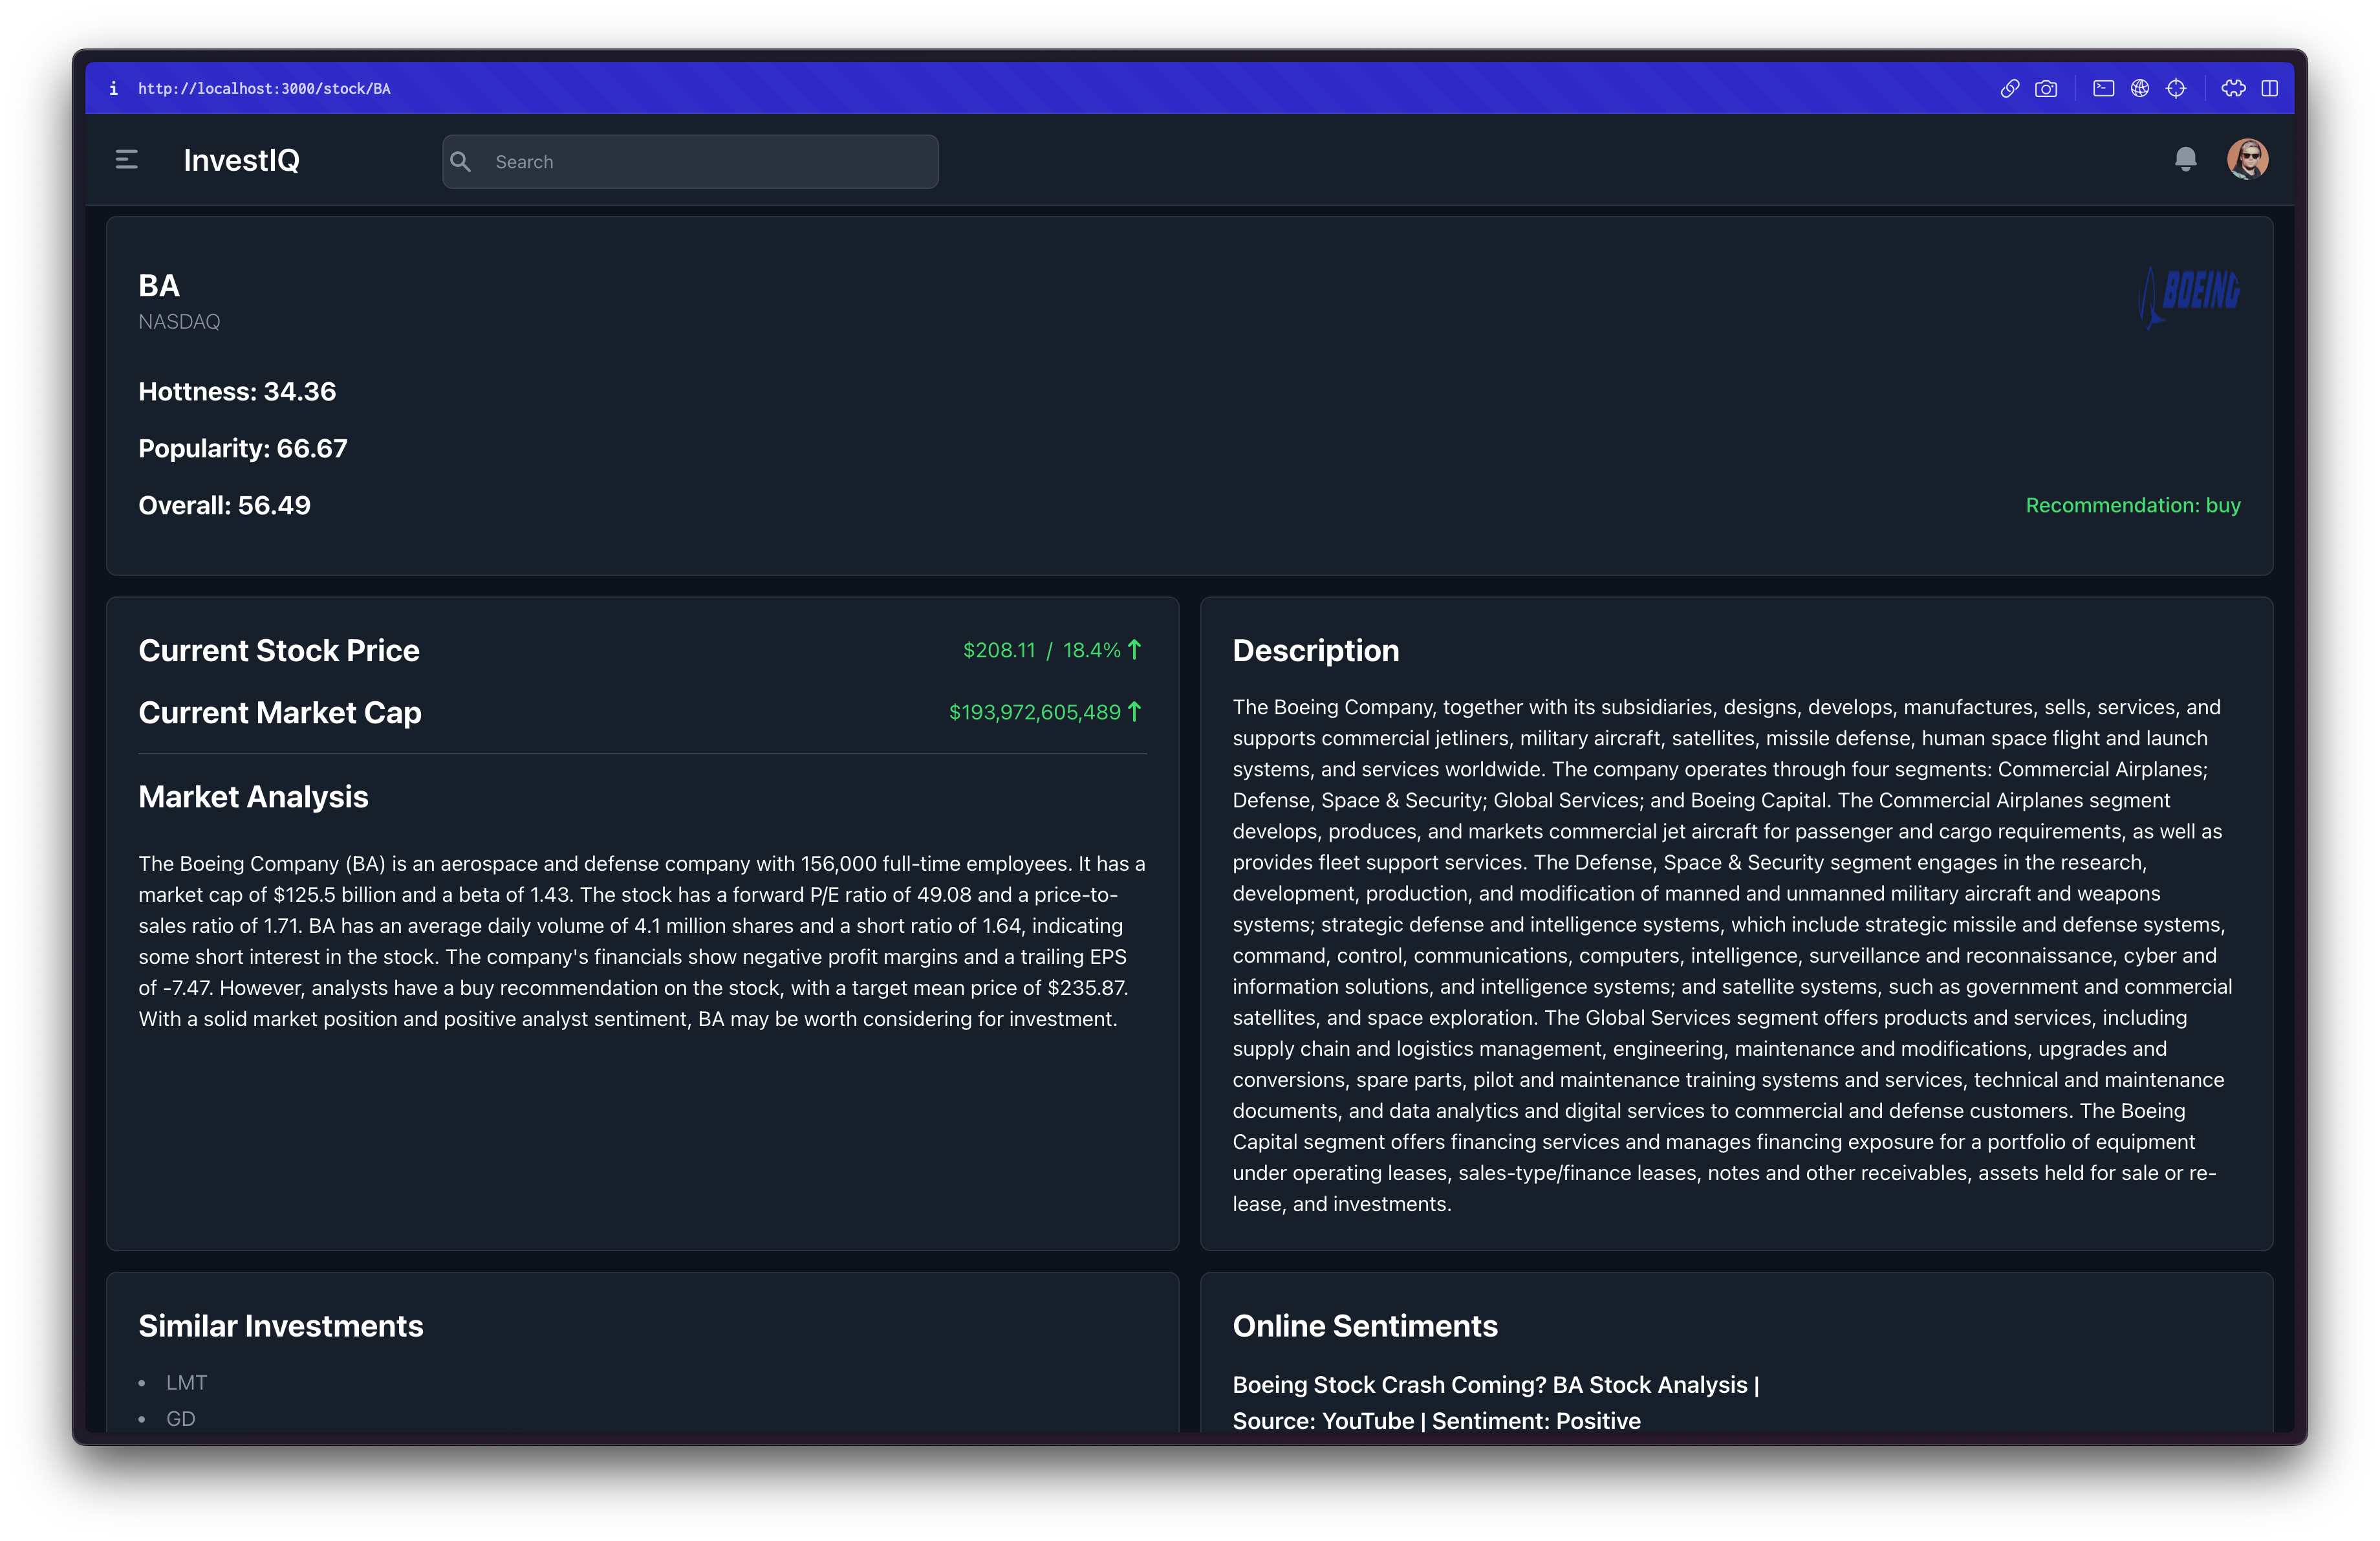 i http://localhost:3000/stock/BA
InvestIQ
Search
BA
NASDAQ
BOEING
Hottness: 34.36
Popularity: 66.67
Overall: 56.49
Recommendation: buy
Current Stock Price
$208.11 / 18.4%
Current Market Cap
$193,972,605,489
Market Analysis
The Boeing Company (BA) is an aerospace and defense company with 156,000 full-time employees. It has a
market cap of $125.5 billion and a beta of 1.43. The stock has a forward P/E ratio of 49.08 and a price-to-
sales ratio of 1.71. BA has an average daily volume of 4.1 million shares and a short ratio of 1.64, indicating
some short interest in the stock. The company's financials show negative profit margins and a trailing EPS
of -7.47. However, analysts have a buy recommendation on the stock, with a target mean price of $235.87.
With a solid market position and positive analyst sentiment, BA may be worth considering for investment.
Description
The Boeing Company, together with its subsidiaries, designs, develops, manufactures, sells, services, and
supports commercial jetliners, military aircraft, satellites, missile defense, human space flight and launch
systems, and services worldwide. The company operates through four segments: Commercial Airplanes;
Defense, Space & Security; Global Services; and Boeing Capital. The Commercial Airplanes segment
develops, produces, and markets commercial jet aircraft for passenger and cargo requirements, as well as
provides fleet support services. The Defense, Space & Security segment engages in the research,
development, production, and modification of manned and unmanned military aircraft and weapons
systems; strategic defense and intelligence systems, which include strategic missile and defense systems,
command, control, communications, computers, intelligence, surveillance and reconnaissance, cyber and
information solutions, and intelligence systems; and satellite systems, such as government and commercial
satellites, and space exploration. The Global Services segment offers products and services, including
supply chain and logistics management, engineering, maintenance and modifications, upgrades and
conversions, spare parts, pilot and maintenance training systems and services, technical and maintenance
documents, and data analytics and digital services to commercial and defense customers. The Boeing
Capital segment offers financing services and manages financing exposure for a portfolio of equipment
under operating leases, sales-type/finance leases, notes and other receivables, assets held for sale or re-
lease, and investments.
Similar Investments
• LMT
• GD
Online Sentiments
Boeing Stock Crash Coming? BA Stock Analysis |
Source: YouTube | Sentiment: Positive